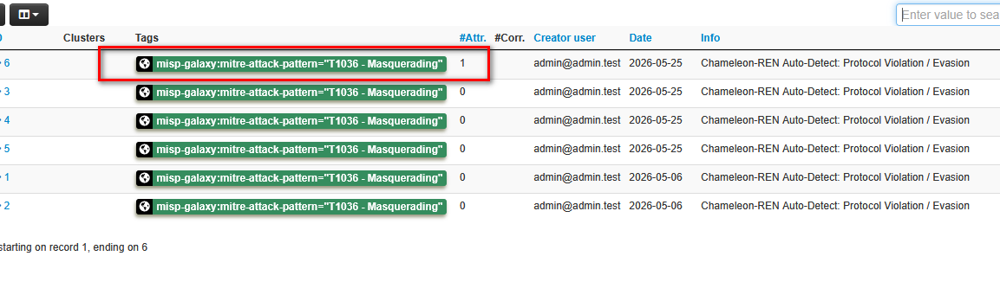 Enter value to sea
D Clusters Tags #Attr. #Corr. Creator user Date Info
6 misp-galaxy:mitre-attack-pattern="T1036 - Masquerading" 1 admin@admin.test 2026-05-25 Chameleon-REN Auto-Detect: Protocol Violation / Evasion
3 misp-galaxy:mitre-attack-pattern="T1036 - Masquerading" 0 admin@admin.test 2026-05-25 Chameleon-REN Auto-Detect: Protocol Violation / Evasion
4 misp-galaxy:mitre-attack-pattern="T1036 - Masquerading" 0 admin@admin.test 2026-05-25 Chameleon-REN Auto-Detect: Protocol Violation / Evasion
5 misp-galaxy:mitre-attack-pattern="T1036 - Masquerading" 0 admin@admin.test 2026-05-25 Chameleon-REN Auto-Detect: Protocol Violation / Evasion
1 misp-galaxy:mitre-attack-pattern="T1036 - Masquerading" 0 admin@admin.test 2026-05-06 Chameleon-REN Auto-Detect: Protocol Violation / Evasion
2 misp-galaxy:mitre-attack-pattern="T1036 - Masquerading" 0 admin@admin.test 2026-05-06 Chameleon-REN Auto-Detect: Protocol Violation / Evasion
starting on record 1, ending on 6